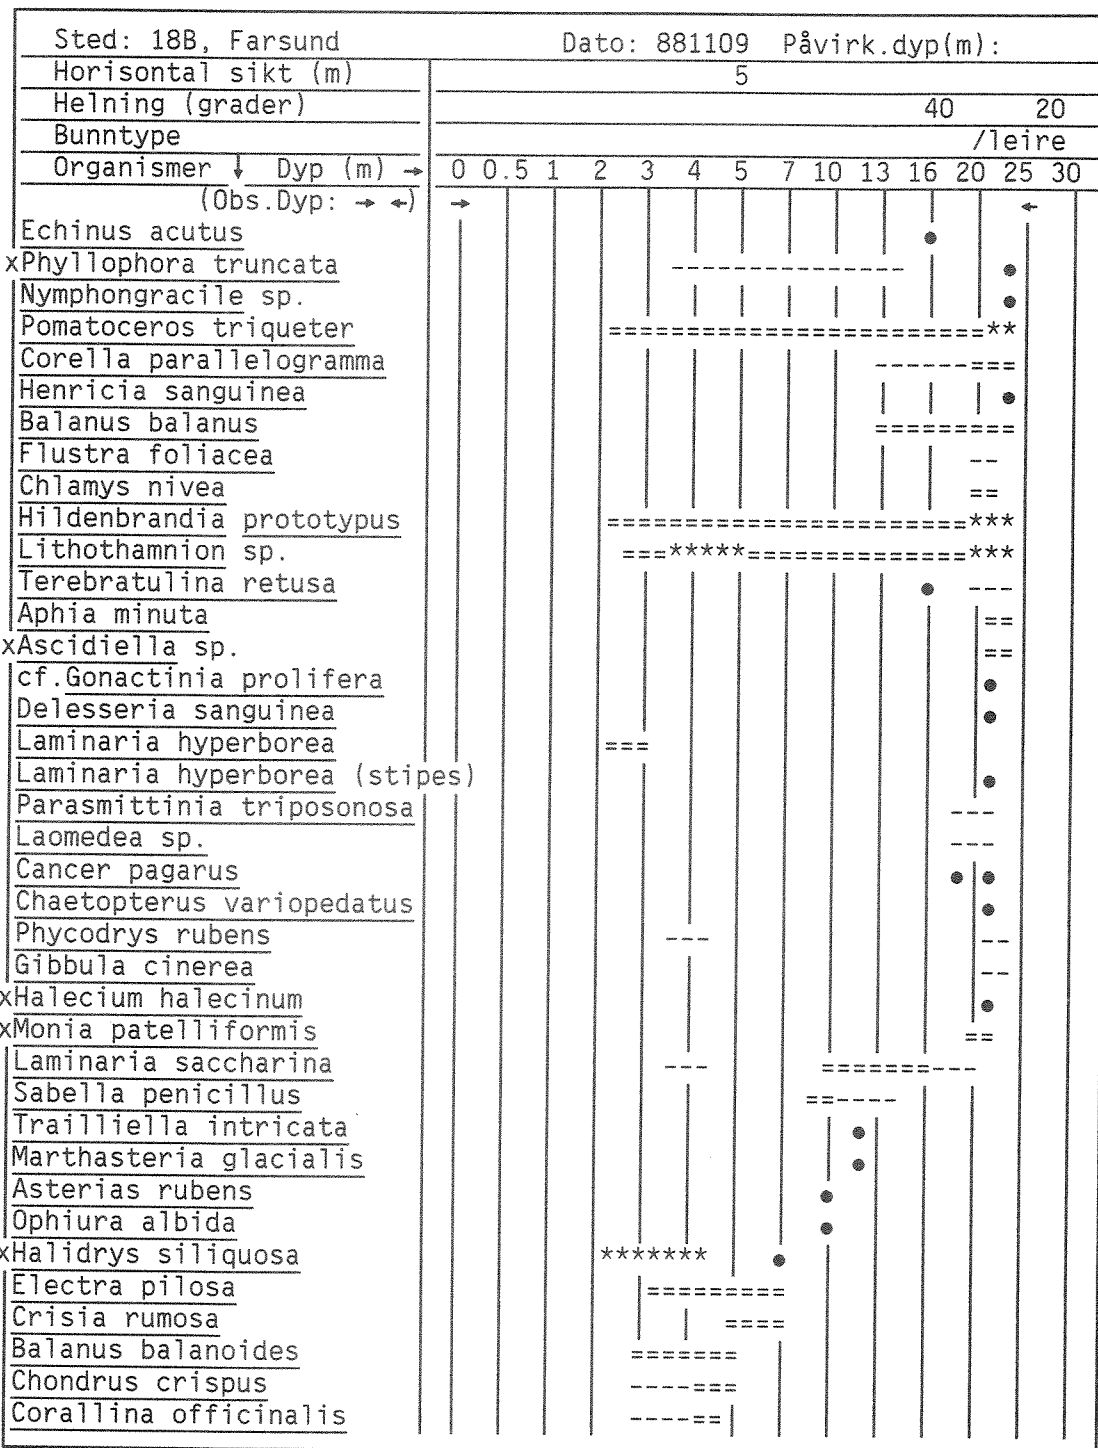 Sted: 18B, Farsund Dato: 881109 Påvirk.dyp(m):
Horisontal sikt (m) 5
Helning (grader) 40 20
Bunntype /leire
Organismer ↓ Dyp (m) → 0 0.5 1 2 3 4 5 7 10 13 16 20 25 30
(Obs.Dyp: → ←) → ←
Echinus acutus ●
xPhyllophora truncata --------------- ●
Nymphongracile sp. ●
Pomatoceros triqueter ========================**
Corella parallelogramma ------===
Henricia sanguinea ●
Balanus balanus =========
Flustra foliacea --
Chlamys nivea ==
Hildenbrandia prototypus =======================***
Lithothamnion sp. ===*****==============***
Terebratulina retusa ● ---
Aphia minuta ==
xAscidiella sp. ==
cf.Gonactinia prolifera ●
Delesseria sanguinea ●
Laminaria hyperborea ===
Laminaria hyperborea (stipes) ●
Parasmittinia triposonosa ---
Laomedea sp. ---
Cancer pagarus ● ●
Chaetopterus variopedatus ●
Phycodrys rubens --- --
Gibbula cinerea --
xHalecium halecinum ●
xMonia patelliformis ==
Laminaria saccharina --- =======---
Sabella penicillus ==----
Trailliella intricata ●
Marthasteria glacialis ●
Asterias rubens ●
Ophiura albida ●
xHalidrys siliquosa ******* ●
Electra pilosa =========
Crisia rumosa ====
Balanus balanoides =======
Chondrus crispus ----===
Corallina officinalis ----==